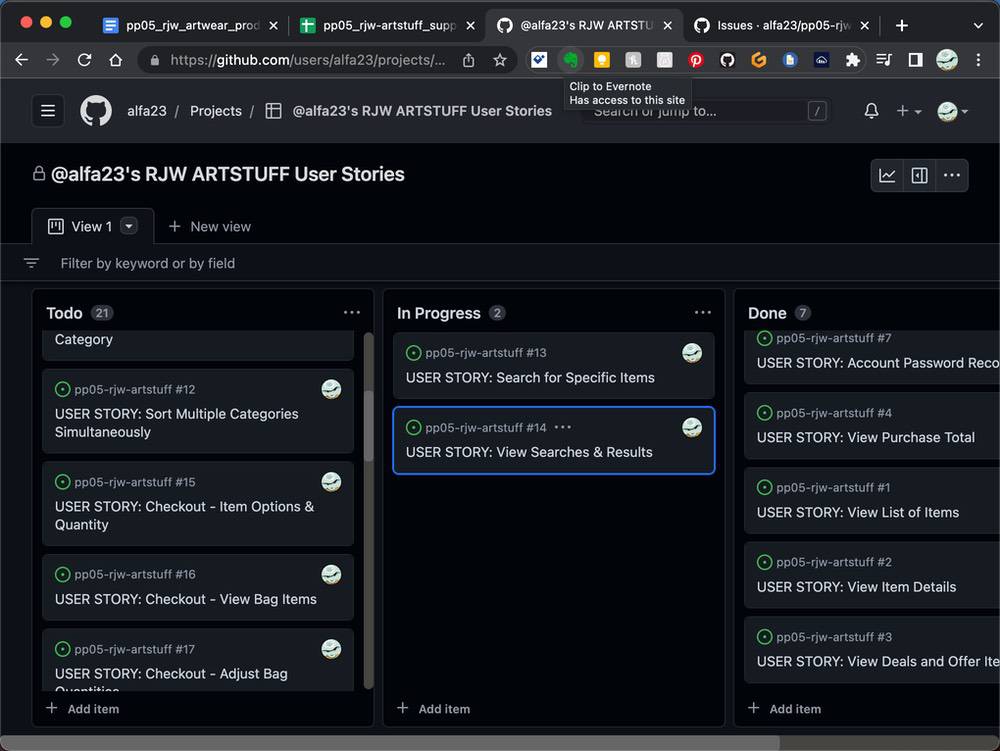 pp05_rjw_artwear_prod
pp05_rjw-artstuff_supp
@alfa23's RJW ARTSTU
Issues · alfa23/pp05-rjw
https://github.com/users/alfa23/projects/...
Clip to Evernote
Has access to this site
alfa23 / Projects / @alfa23's RJW ARTSTUFF User Stories
Search or jump to...
/
@alfa23's RJW ARTSTUFF User Stories
View 1
New view
Filter by keyword or by field
Todo 21
Category
pp05-rjw-artstuff #12
USER STORY: Sort Multiple Categories
Simultaneously
pp05-rjw-artstuff #15
USER STORY: Checkout - Item Options &
Quantity
pp05-rjw-artstuff #16
USER STORY: Checkout - View Bag Items
pp05-rjw-artstuff #17
USER STORY: Checkout - Adjust Bag
Quantities
Add item
In Progress 2
pp05-rjw-artstuff #13
USER STORY: Search for Specific Items
pp05-rjw-artstuff #14
USER STORY: View Searches & Results
Add item
Done 7
pp05-rjw-artstuff #7
USER STORY: Account Password Reco
pp05-rjw-artstuff #4
USER STORY: View Purchase Total
pp05-rjw-artstuff #1
USER STORY: View List of Items
pp05-rjw-artstuff #2
USER STORY: View Item Details
pp05-rjw-artstuff #3
USER STORY: View Deals and Offer Ite
Add item